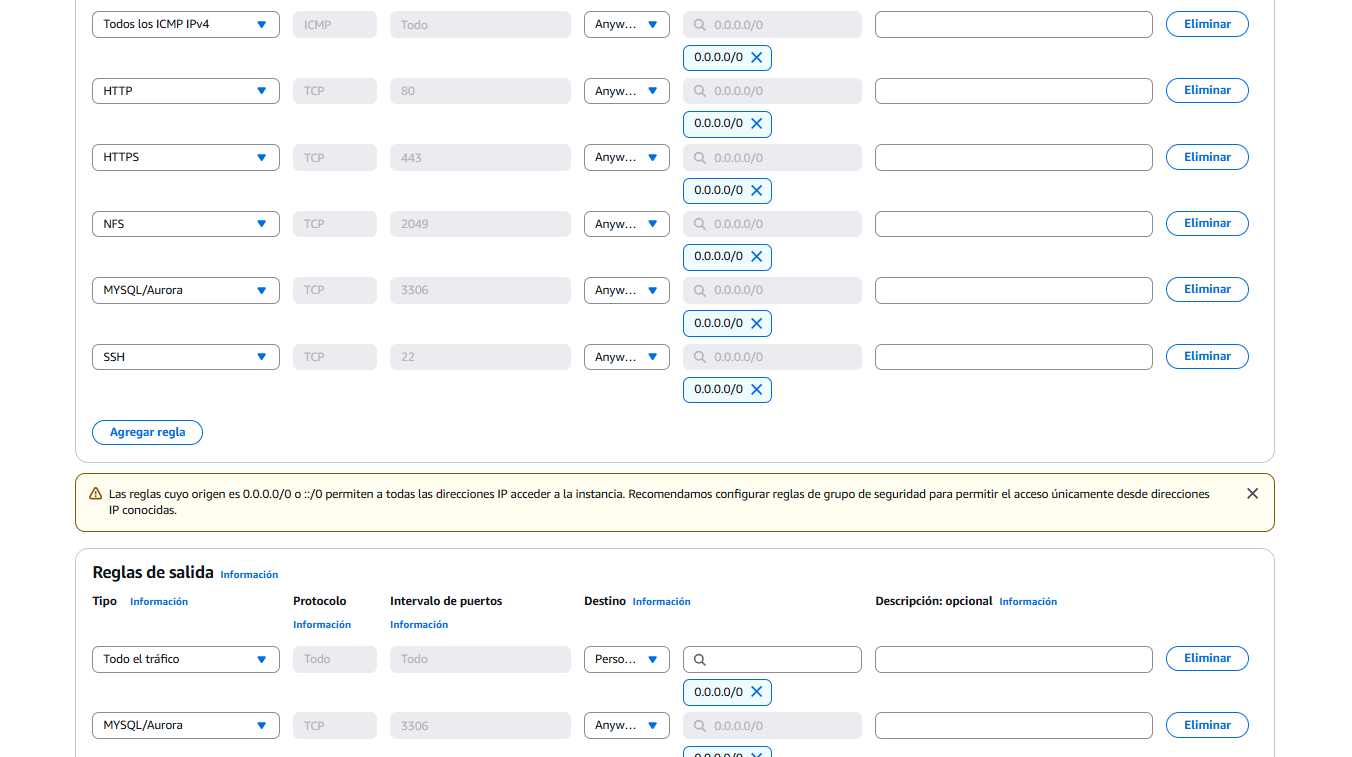 Todos los ICMP IPv4 ICMP Todo Anyw... 0.0.0.0/0 Eliminar
0.0.0.0/0
HTTP TCP 80 Anyw... 0.0.0.0/0 Eliminar
0.0.0.0/0
HTTPS TCP 443 Anyw... 0.0.0.0/0 Eliminar
0.0.0.0/0
NFS TCP 2049 Anyw... 0.0.0.0/0 Eliminar
0.0.0.0/0
MYSQL/Aurora TCP 3306 Anyw... 0.0.0.0/0 Eliminar
0.0.0.0/0
SSH TCP 22 Anyw... 0.0.0.0/0 Eliminar
0.0.0.0/0
Agregar regla
Las reglas cuyo origen es 0.0.0.0/0 o ::/0 permiten a todas las direcciones IP acceder a la instancia. Recomendamos configurar reglas de grupo de seguridad para permitir el acceso únicamente desde direcciones
IP conocidas.
Reglas de salida Información
Tipo Información Protocolo Intervalo de puertos Destino Información Descripción: opcional Información
Información Información
Todo el tráfico Todo Todo Perso... Eliminar
0.0.0.0/0
MYSQL/Aurora TCP 3306 Anyw... 0.0.0.0/0 Eliminar
0.0.0.0/0